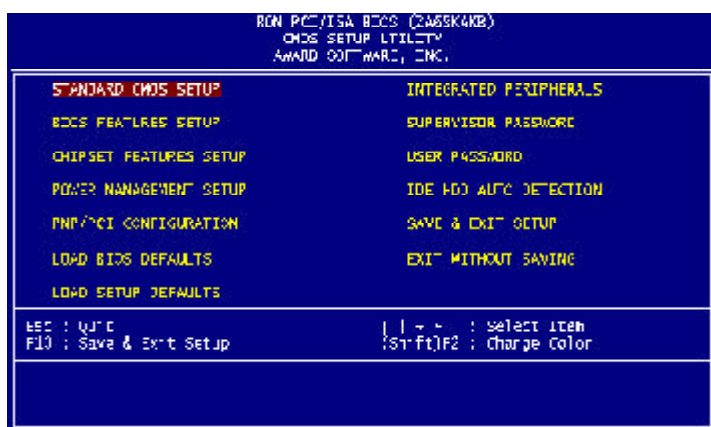 ROM PCI/ISA BIOS (2A69KAKB)
CMOS SETUP UTILITY
AWARD SOFTWARE, INC.
STANDARD CMOS SETUP
INTEGRATED PERIPHERALS
BIOS FEATURES SETUP
SUPERVISOR PASSWORD
CHIPSET FEATURES SETUP
USER PASSWORD
POWER MANAGEMENT SETUP
IDE HDD AUTO DETECTION
PNP/PCI CONFIGURATION
SAVE & EXIT SETUP
LOAD BIOS DEFAULTS
EXIT WITHOUT SAVING
LOAD SETUP DEFAULTS
ESC : Quit
: Select Item
F10 : Save & Exit Setup
(Shift)F2 : Change Color